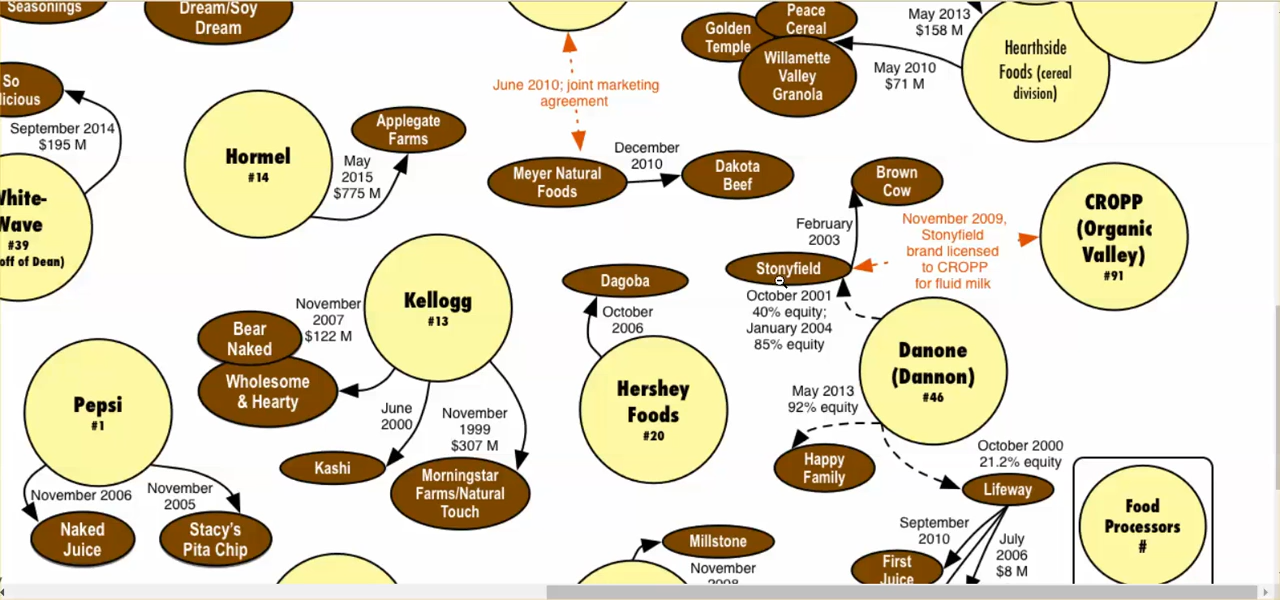 Seasonings
Dream/Soy
Dream
Peace
Cereal
Golden
Temple
Willamette
Valley
Granola
May 2013
$158 M
May 2010
$71 M
Hearthside
Foods (cereal
division)
So
licious
September 2014
$195 M
White-
Wave
#39
off of Dean)
Hormel
#14
May
2015
$775 M
Applegate
Farms
June 2010; joint marketing
agreement
Meyer Natural
Foods
December
2010
Dakota
Beef
Brown
Cow
February
2003
Stonyfield
November 2009,
Stonyfield
brand licensed
to CROPP
for fluid milk
CROPP
(Organic
Valley)
#91
October 2001
40% equity;
January 2004
85% equity
Danone
(Dannon)
#46
May 2013
92% equity
Happy
Family
October 2000
21.2% equity
Lifeway
September
2010
July
2006
$8 M
First
Juice
Food
Processors
#
Dagoba
October
2006
Hershey
Foods
#20
Kellogg
#13
November
2007
$122 M
Bear
Naked
Wholesome
& Hearty
June
2000
Kashi
November
1999
$307 M
Morningstar
Farms/Natural
Touch
Pepsi
#1
November 2006
Naked
Juice
November
2005
Stacy's
Pita Chip
Millstone
November
2008